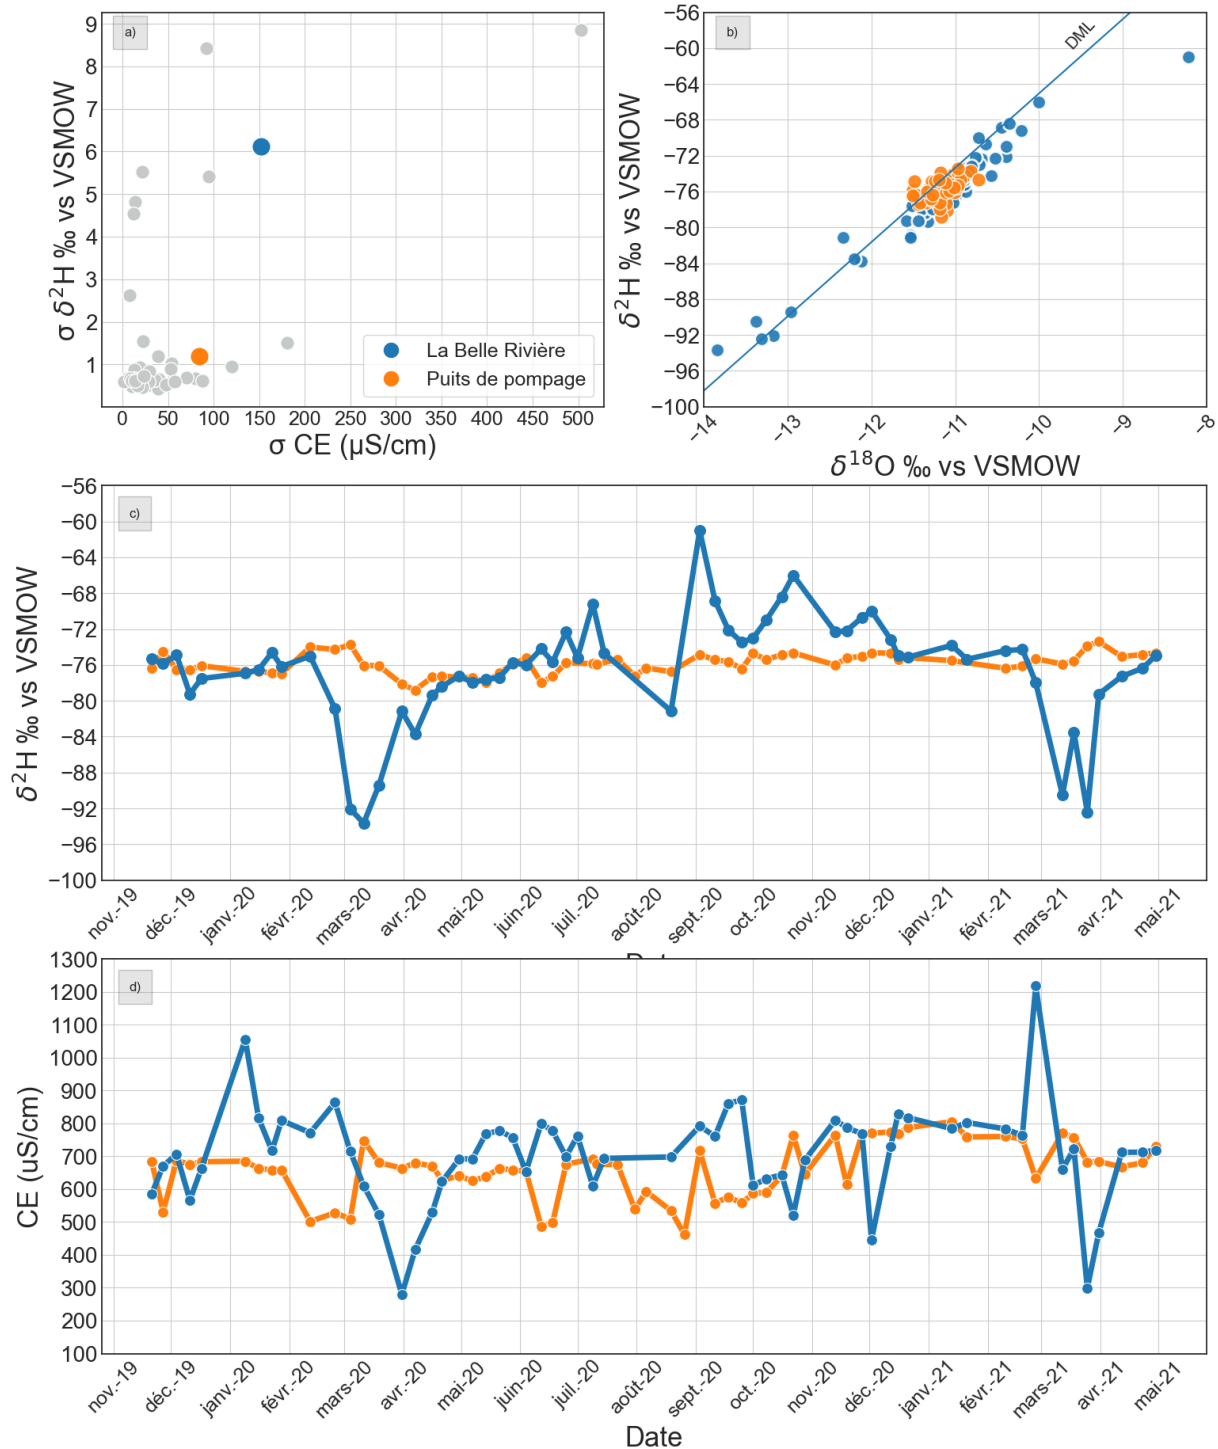 a)
9
8
7
6
5
4
3
2
1
σ δ²H ‰ vs VSMOW
0 50 100 150 200 250 300 350 400 450 500
σ CE (μS/cm)
La Belle Rivière
Puits de pompage
b)
DML
−56
−60
−64
−68
−72
−76
−80
−84
−88
−92
−96
−100
δ²H ‰ vs VSMOW
−14 −13 −12 −11 −10 −9 −8
δ¹⁸O ‰ vs VSMOW
c)
−56
−60
−64
−68
−72
−76
−80
−84
−88
−92
−96
−100
δ²H ‰ vs VSMOW
nov.-19 déc.-19 janv.-20 févr.-20 mars-20 avr.-20 mai-20 juin-20 juil.-20 août-20 sept.-20 oct.-20 nov.-20 déc.-20 janv.-21 févr.-21 mars-21 avr.-21 mai-21
d)
1300
1200
1100
1000
900
800
700
600
500
400
300
200
100
CE (uS/cm)
nov.-19 déc.-19 janv.-20 févr.-20 mars-20 avr.-20 mai-20 juin-20 juil.-20 août-20 sept.-20 oct.-20 nov.-20 déc.-20 janv.-21 févr.-21 mars-21 avr.-21 mai-21
Date